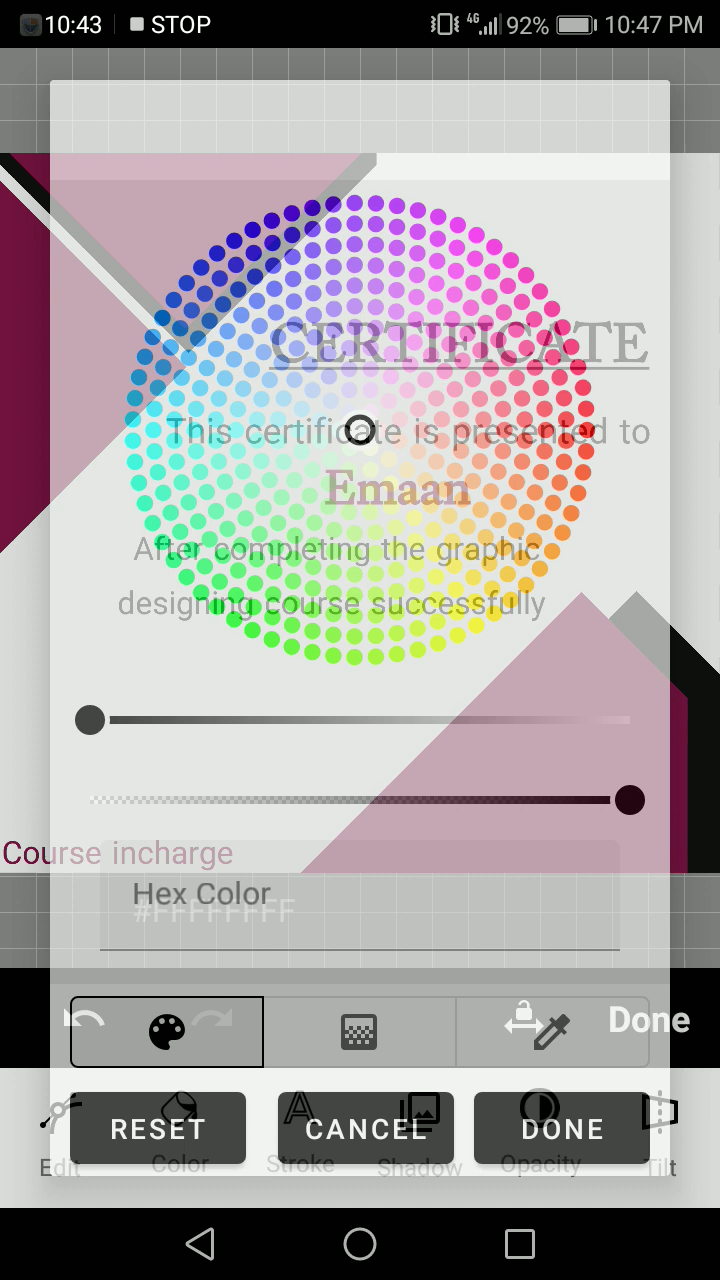 10:43 STOP 4G 92% 10:47 PM
CERTIFICATE
This certificate is presented to
Emaan
After completing the graphic
designing course successfully
Course incharge
Hex Color
#FFFFFFFF
Done
RESET CANCEL DONE
Edit Color Stroke Shadow Opacity Tilt